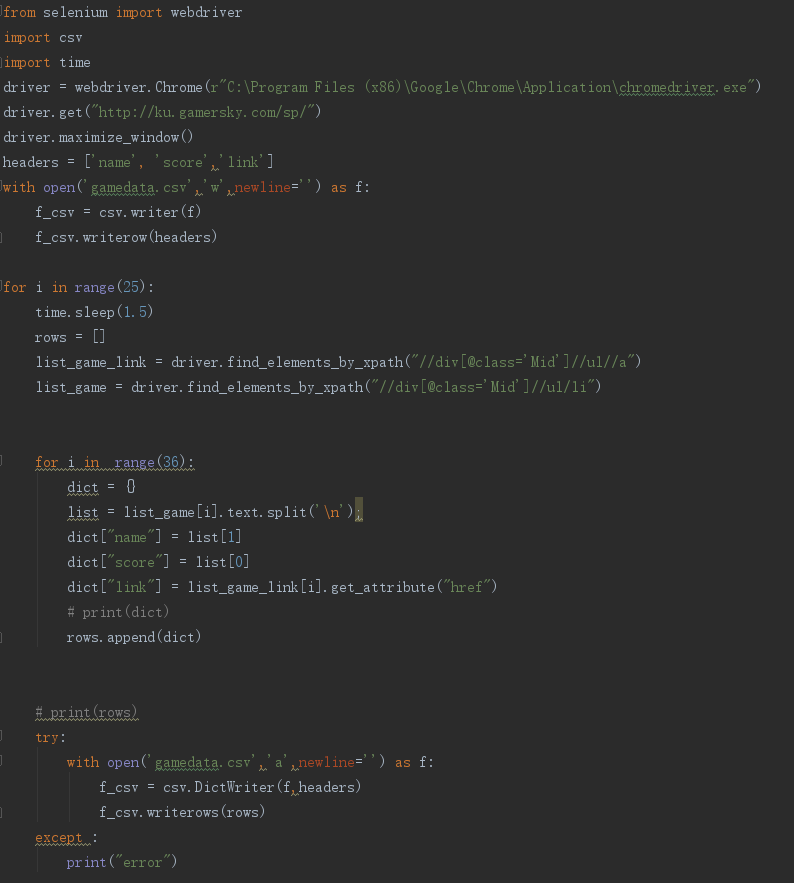 from selenium import webdriver
import csv
import time
driver = webdriver.Chrome(r"C:\Program Files (x86)\Google\Chrome\Application\chromedriver.exe")
driver.get("http://ku.gamersky.com/sp/")
driver.maximize_window()
headers = ['name', 'score','link']
with open('gamedata.csv','w',newline='') as f:
    f_csv = csv.writer(f)
    f_csv.writerow(headers)
for i in range(25):
    time.sleep(1.5)
    rows = []
    list_game_link = driver.find_elements_by_xpath("//div[@class='Mid']//ul//a")
    list_game = driver.find_elements_by_xpath("//div[@class='Mid']//ul/li")
    for i in  range(36):
        dict = {}
        list = list_game[i].text.split('\n');
        dict["name"] = list[1]
        dict["score"] = list[0]
        dict["link"] = list_game_link[i].get_attribute("href")
        # print(dict)
        rows.append(dict)
    # print(rows)
    try:
        with open('gamedata.csv','a',newline='') as f:
            f_csv = csv.DictWriter(f,headers)
            f_csv.writerows(rows)
    except :
        print("error")